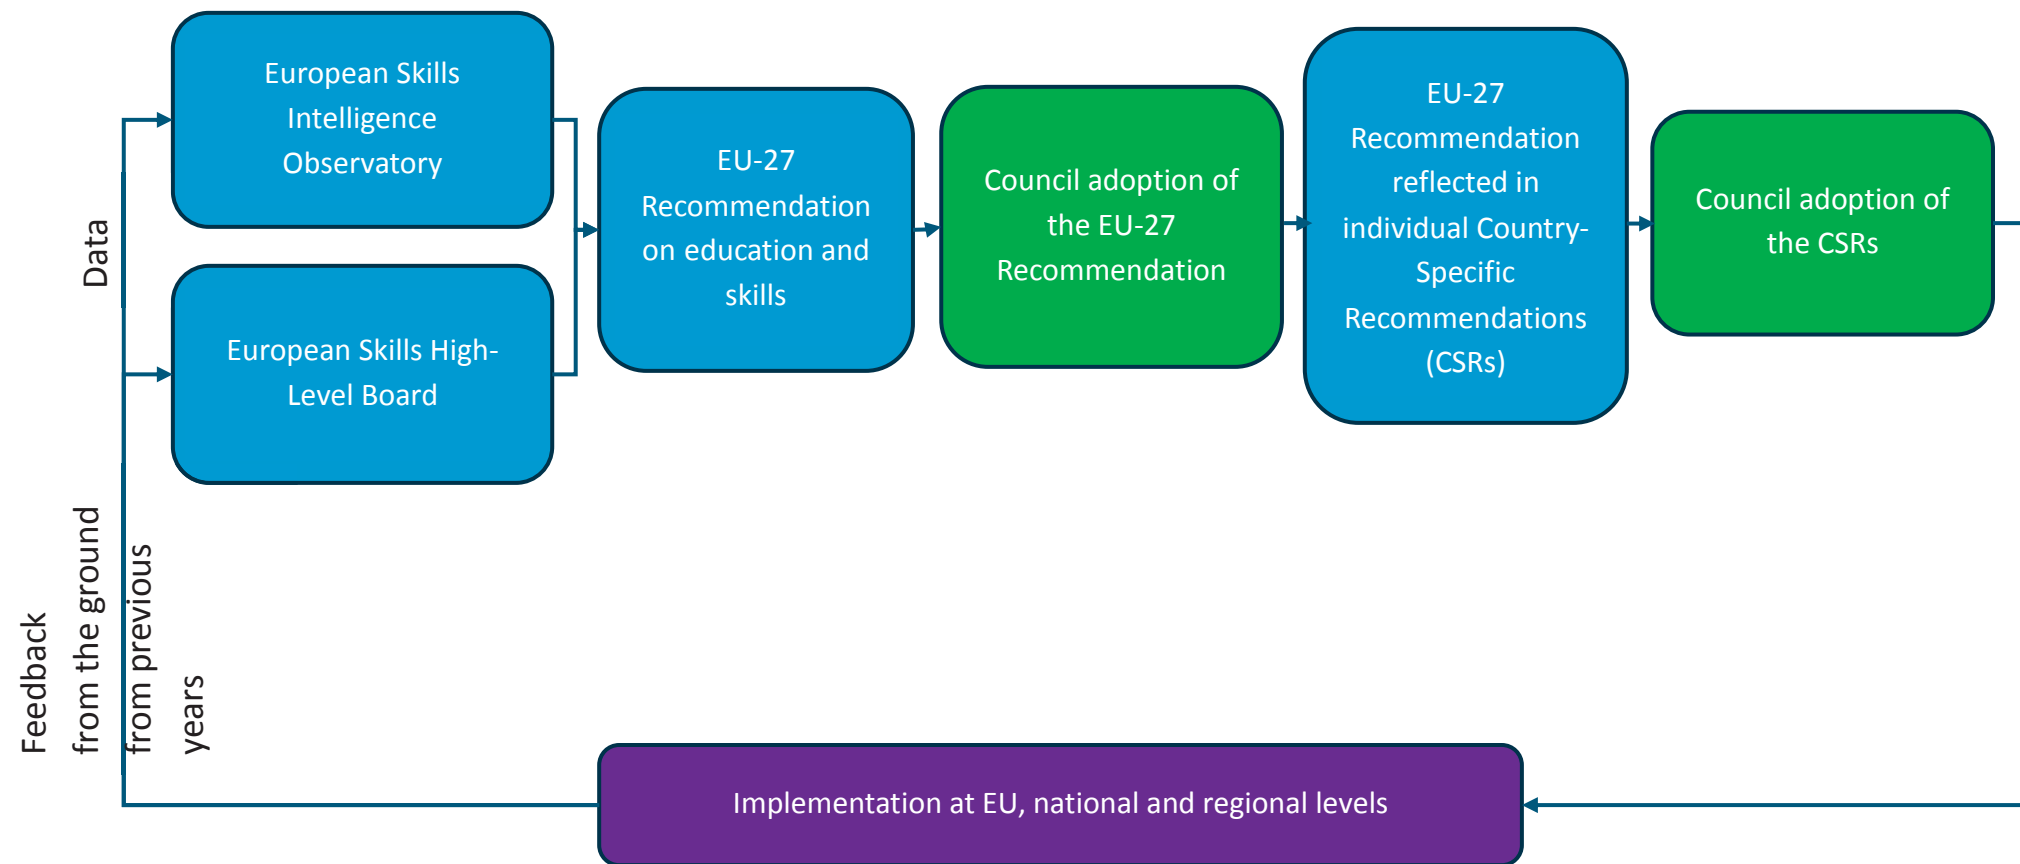 European Skills
Intelligence
Observatory
European Skills High-
Level Board
EU-27
Recommendation
on education and
skills
Council adoption of
the EU-27
Recommendation
EU-27
Recommendation
reflected in
individual Country-
Specific
Recommendations
(CSRs)
Council adoption of
the CSRs
Data
Feedback
from the ground
from previous
years
Implementation at EU, national and regional levels